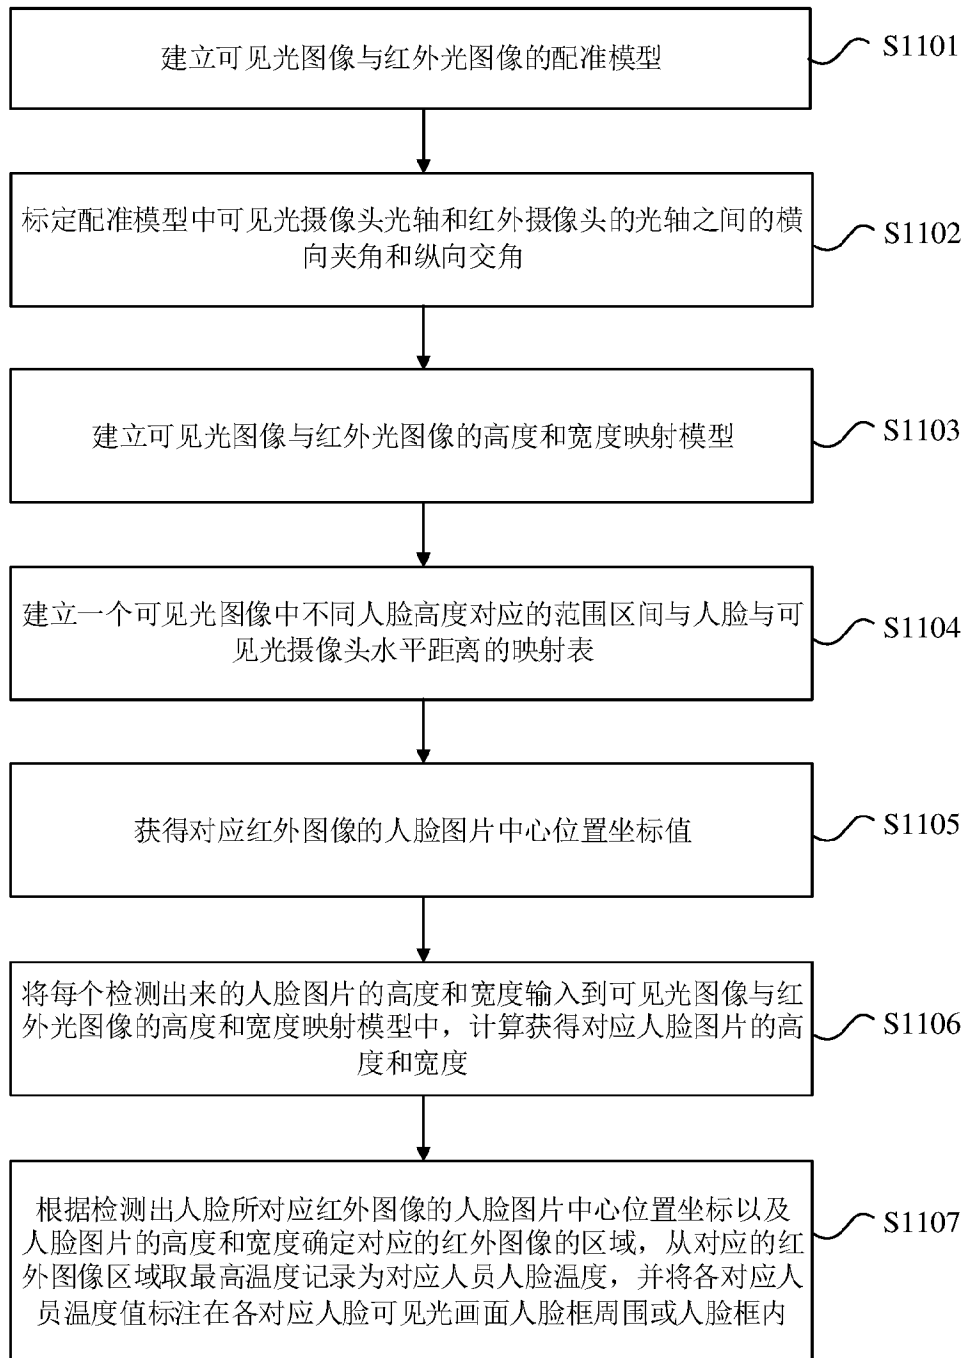 建立可见光图像与红外光图像的配准模型
S1101
标定配准模型中可见光摄像头光轴和红外摄像头的光轴之间的横
向夹角和纵向交角
S1102
建立可见光图像与红外光图像的高度和宽度映射模型
S1103
建立一个可见光图像中不同人脸高度对应的范围区间与人脸与可
见光摄像头水平距离的映射表
S1104
获得对应红外图像的人脸图片中心位置坐标值
S1105
将每个检测出来的人脸图片的高度和宽度输入到可见光图像与红
外光图像的高度和宽度映射模型中，计算获得对应人脸图片的高
度和宽度
S1106
根据检测出人脸所对应红外图像的人脸图片中心位置坐标以及
人脸图片的高度和宽度确定对应的红外图像的区域，从对应的红
外图像区域取最高温度记录为对应人员人脸温度，并将各对应人
员温度值标注在各对应人脸可见光画面人脸框周围或人脸框内
S1107